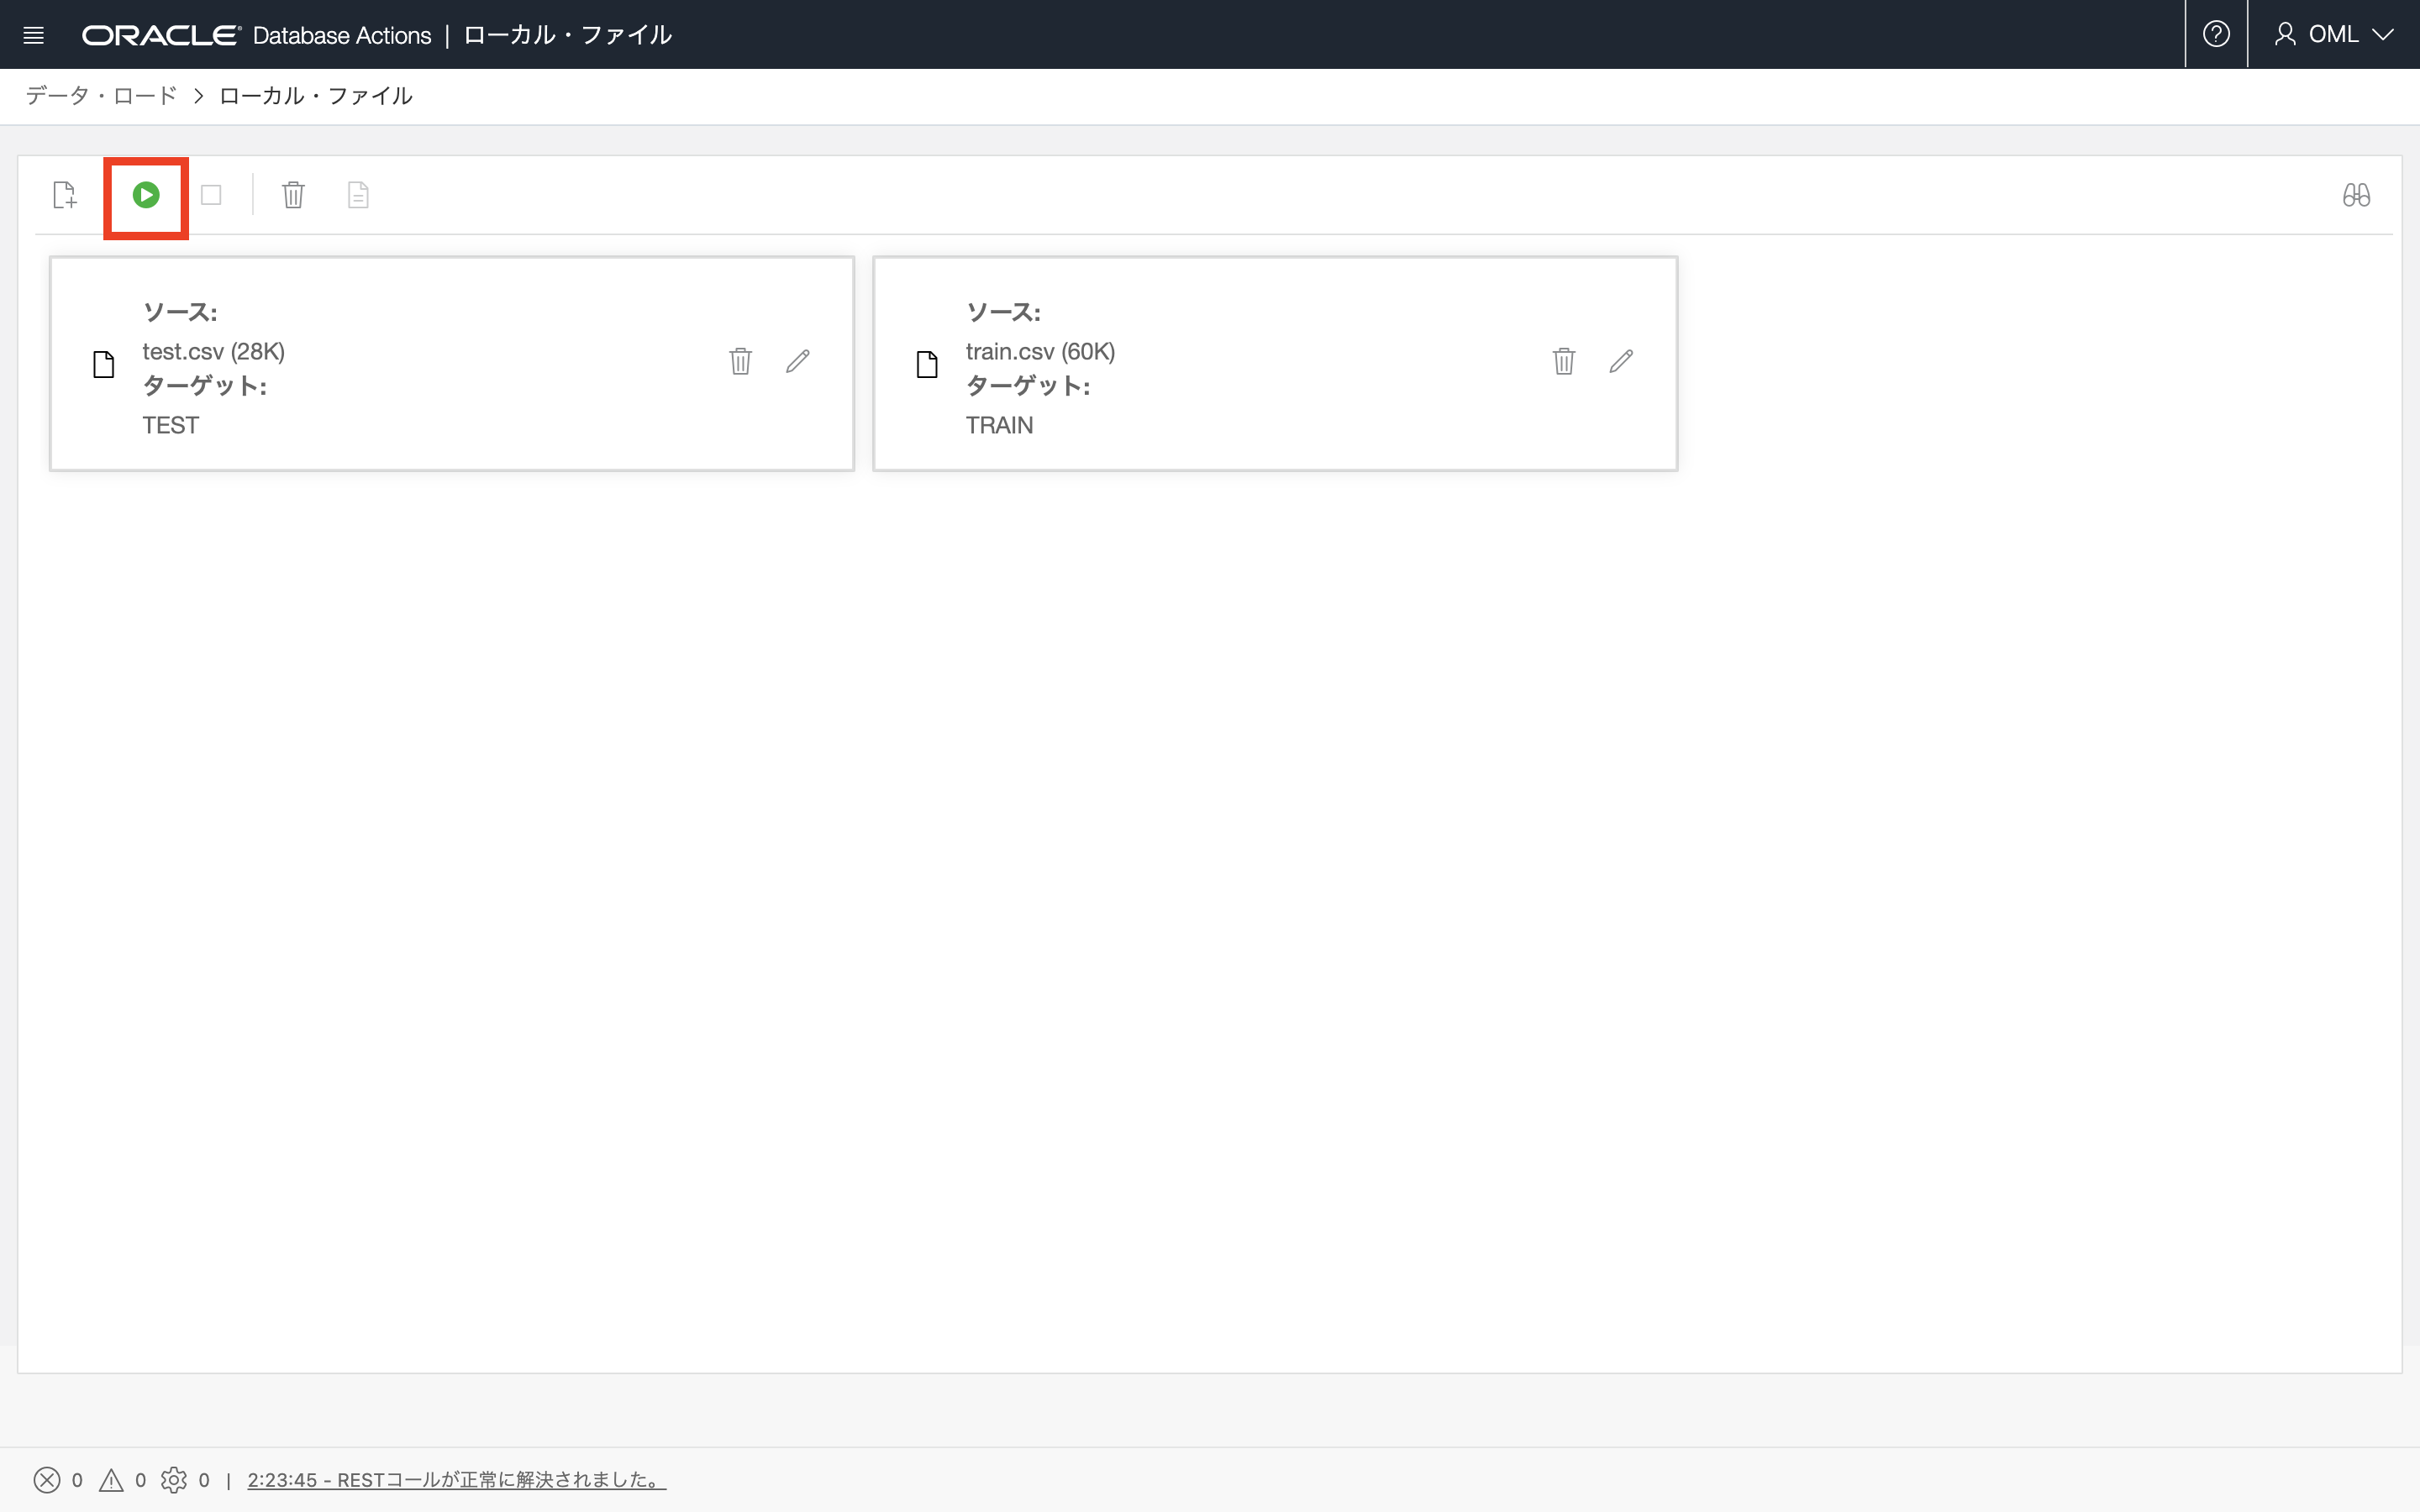 ORACLE Database Actions | ローカル・ファイル
OML
データ・ロード > ローカル・ファイル
ソース:
test.csv (28K)
ターゲット:
TEST
ソース:
train.csv (60K)
ターゲット:
TRAIN
0 0 0 | 2:23:45 - RESTコールが正常に解決されました。